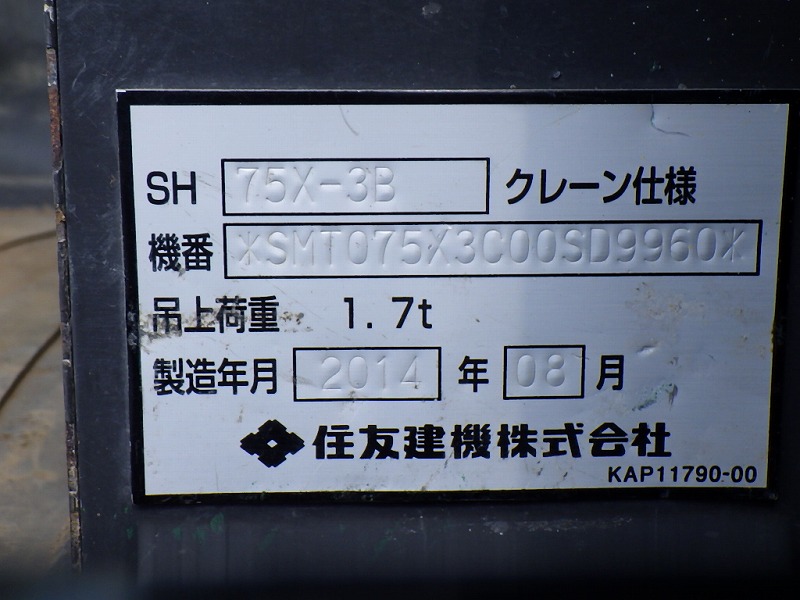 SH 75X-3B クレーン仕様
機番 *SMT075X3C00SD9960*
吊上荷重 1.7t
製造年月 2014 年 08 月
住友建機株式会社
KAP11790-00